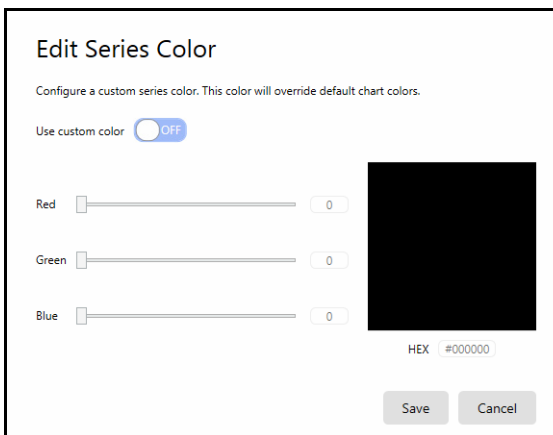 Edit Series Color
Configure a custom series color. This color will override default chart colors.
Use custom color OFF
Red 0
Green 0
Blue 0
HEX #000000
Save Cancel